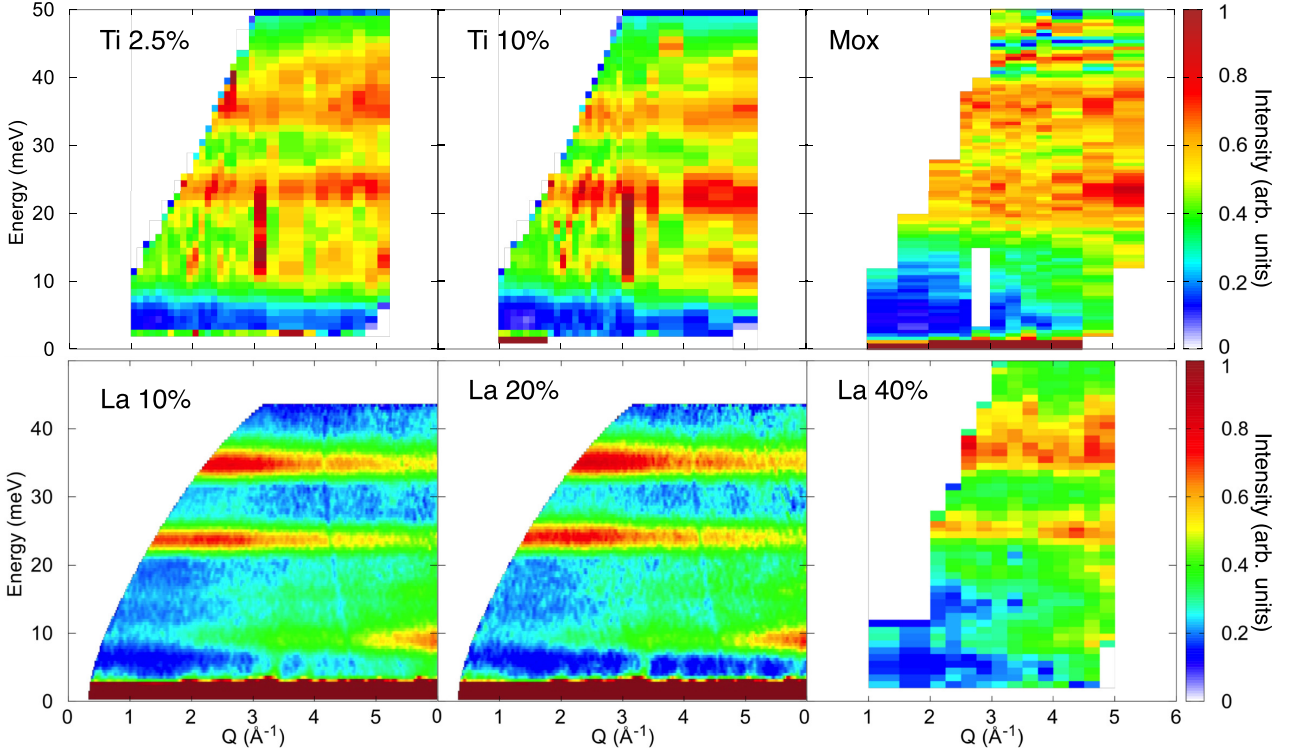 50
40
30
20
10
0
Energy (meV)
Ti 2.5%
Ti 10%
Mox
1
0.8
0.6
0.4
0.2
0
Intensity (arb. units)
40
30
20
10
0
Energy (meV)
La 10%
La 20%
La 40%
1
0.8
0.6
0.4
0.2
0
Intensity (arb. units)
0 1 2 3 4 5 0 1 2 3 4 5 0 1 2 3 4 5 6
Q (Å-1) Q (Å-1) Q (Å-1)